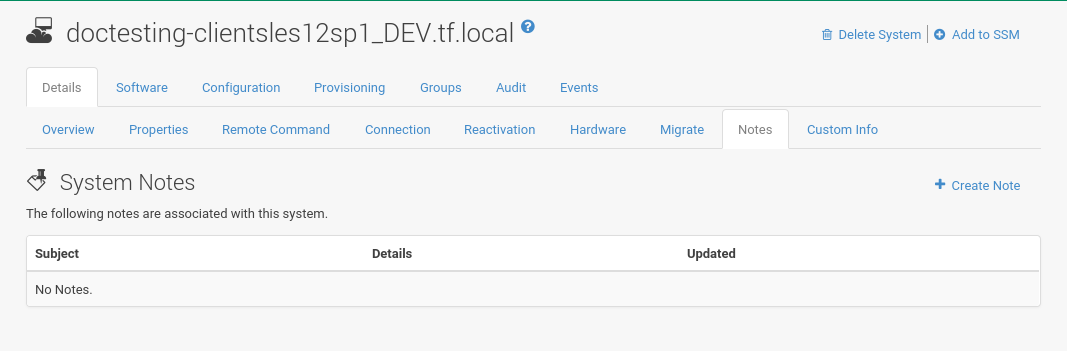 doctesting-clientsles12sp1_DEV.tf.local ?
Delete System | Add to SSM
Details Software Configuration Provisioning Groups Audit Events
Overview Properties Remote Command Connection Reactivation Hardware Migrate Notes Custom Info
System Notes
Create Note
The following notes are associated with this system.
Subject Details Updated
No Notes.